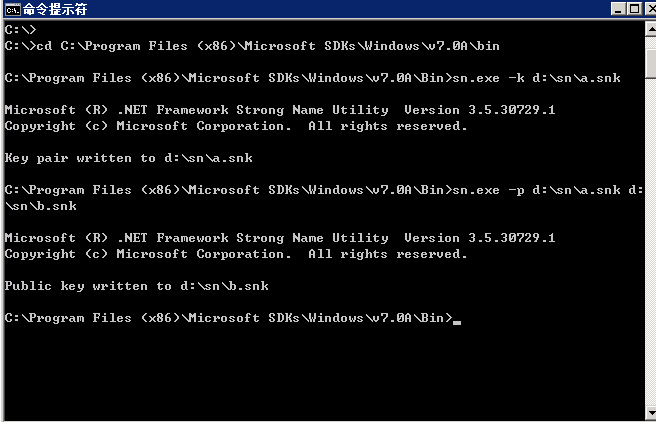 命令提示符
C:\>
C:\>cd C:\Program Files (x86)\Microsoft SDKs\Windows\v7.0A\bin
C:\Program Files (x86)\Microsoft SDKs\Windows\v7.0A\Bin>sn.exe -k d:\sn\a.snk
Microsoft (R) .NET Framework Strong Name Utility  Version 3.5.30729.1
Copyright (c) Microsoft Corporation.  All rights reserved.
Key pair written to d:\sn\a.snk
C:\Program Files (x86)\Microsoft SDKs\Windows\v7.0A\Bin>sn.exe -p d:\sn\a.snk d:
\sn\b.snk
Microsoft (R) .NET Framework Strong Name Utility  Version 3.5.30729.1
Copyright (c) Microsoft Corporation.  All rights reserved.
Public key written to d:\sn\b.snk
C:\Program Files (x86)\Microsoft SDKs\Windows\v7.0A\Bin>_